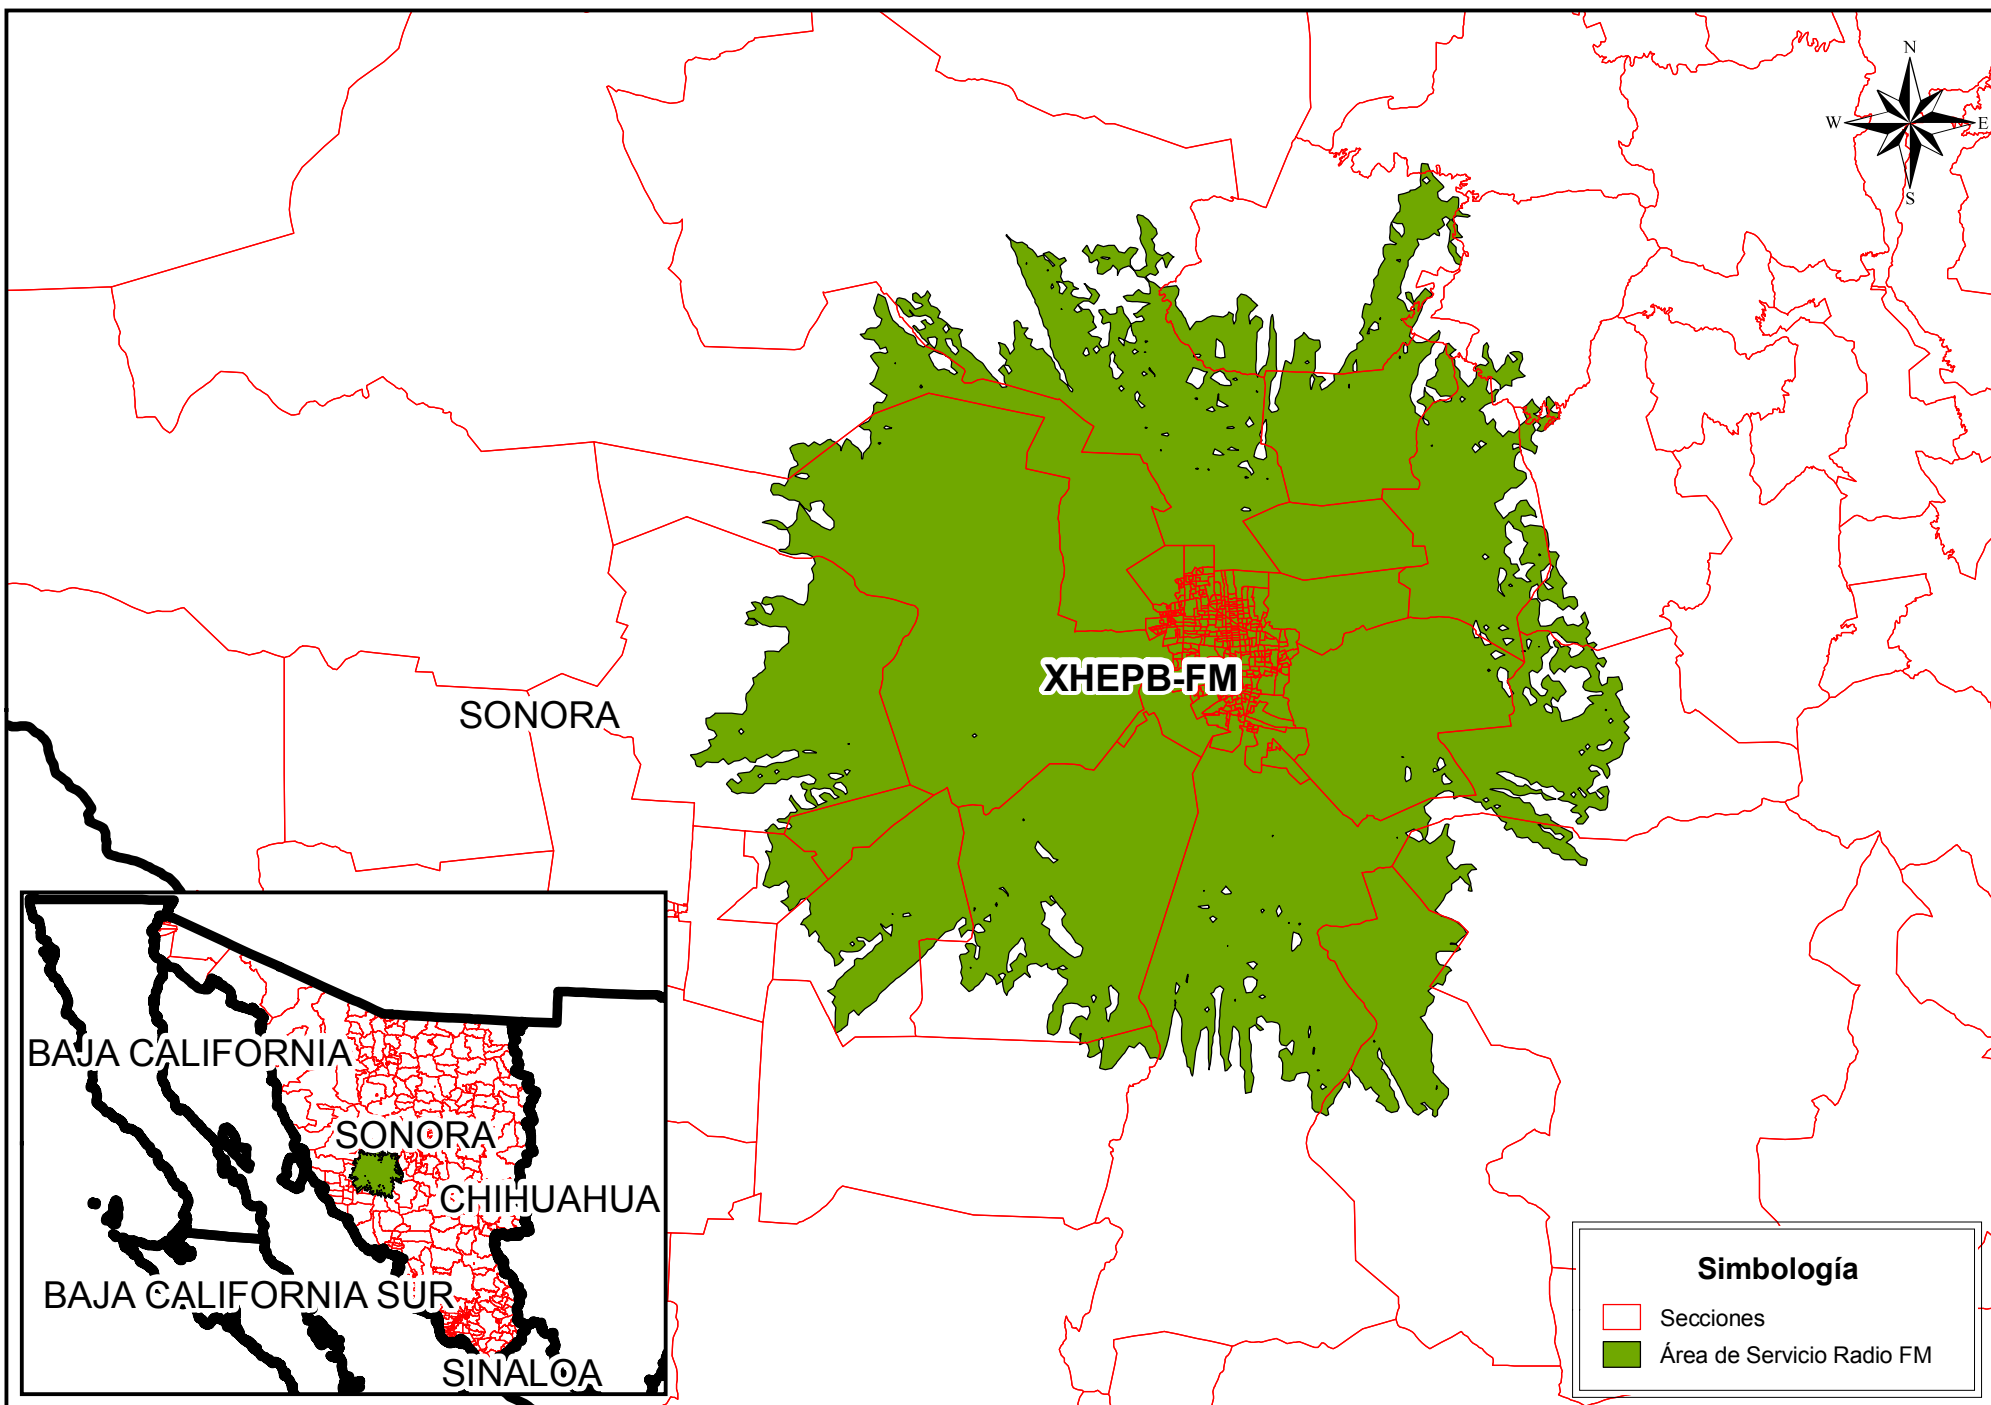 N
W
E
S
XHEPB-FM
SONORA
BAJA CALIFORNIA
SONORA
CHIHUAHUA
BAJA CALIFORNIA SUR
SINALOA
Simbología
Secciones
Área de Servicio Radio FM